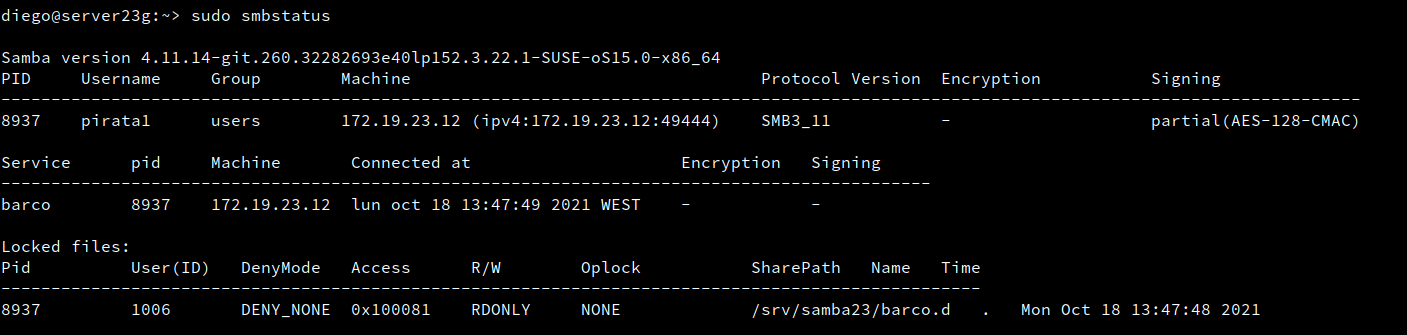 diego@server23g:~> sudo smbstatus
Samba version 4.11.14-git.260.32282693e40lp152.3.22.1-SUSE-oS15.0-x86_64
PID     Username     Group        Machine                                   Protocol Version  Encryption           Signing
----------------------------------------------------------------------------------------------------------------------------------------
8937    pirata1      users        172.19.23.12 (ipv4:172.19.23.12:49444)    SMB3_11           -                    partial(AES-128-CMAC)
Service      pid     Machine       Connected at                     Encryption   Signing
---------------------------------------------------------------------------------------------
barco        8937    172.19.23.12  lun oct 18 13:47:49 2021 WEST    -            -
Locked files:
Pid          User(ID)   DenyMode   Access      R/W        Oplock           SharePath   Name   Time
--------------------------------------------------------------------------------------------------
8937         1006       DENY_NONE  0x100081    RDONLY     NONE             /srv/samba23/barco.d   .   Mon Oct 18 13:47:48 2021